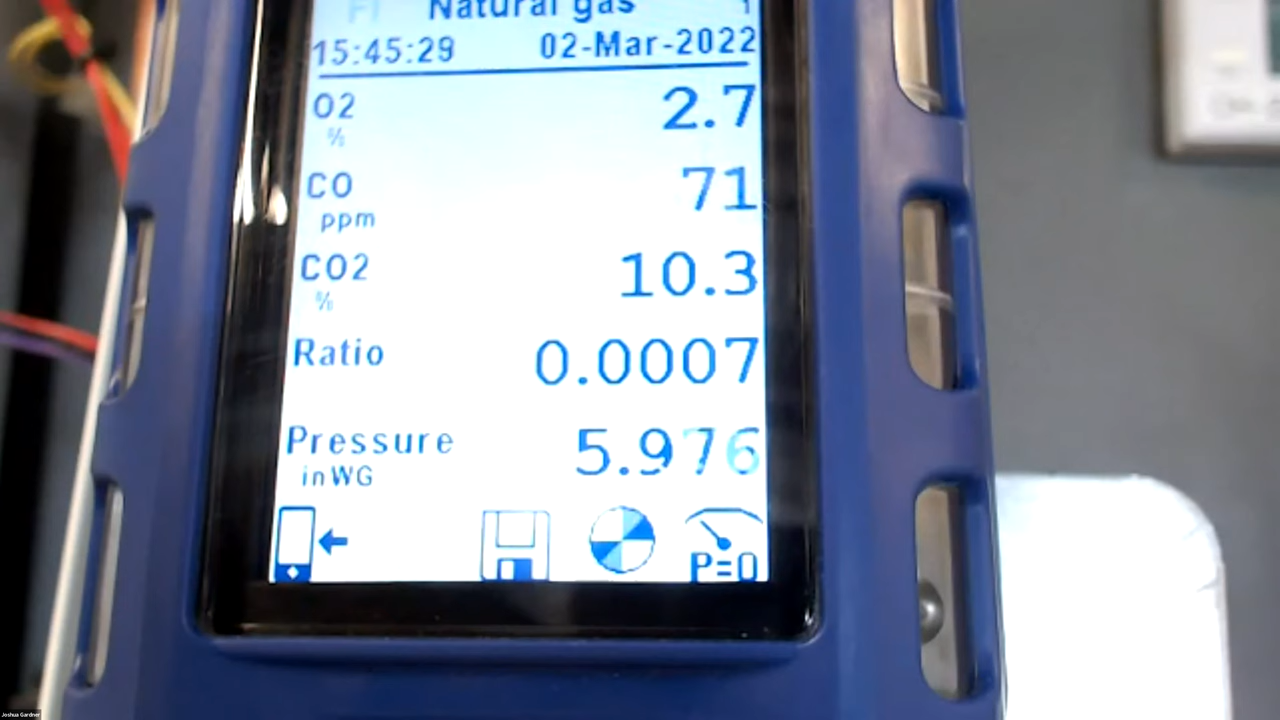 Natural gas
15:45:29 02-Mar-2022
O2 2.7
%
CO 71
ppm
CO2 10.3
%
Ratio 0.0007
Pressure 5.976
inWG
P=0
Joshua Gardner